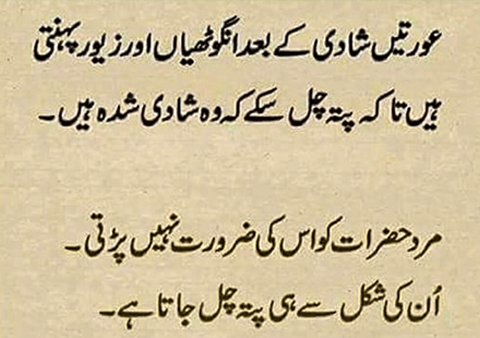 عورتیں شادی کے بعد انگوٹھیاں اور زیور پہنتی
ہیں تا کہ پتہ چل سکے کہ وہ شادی شدہ ہیں۔
مرد حضرات کو اس کی ضرورت نہیں پڑتی۔
اُن کی شکل سے ہی پتہ چل جاتا ہے۔